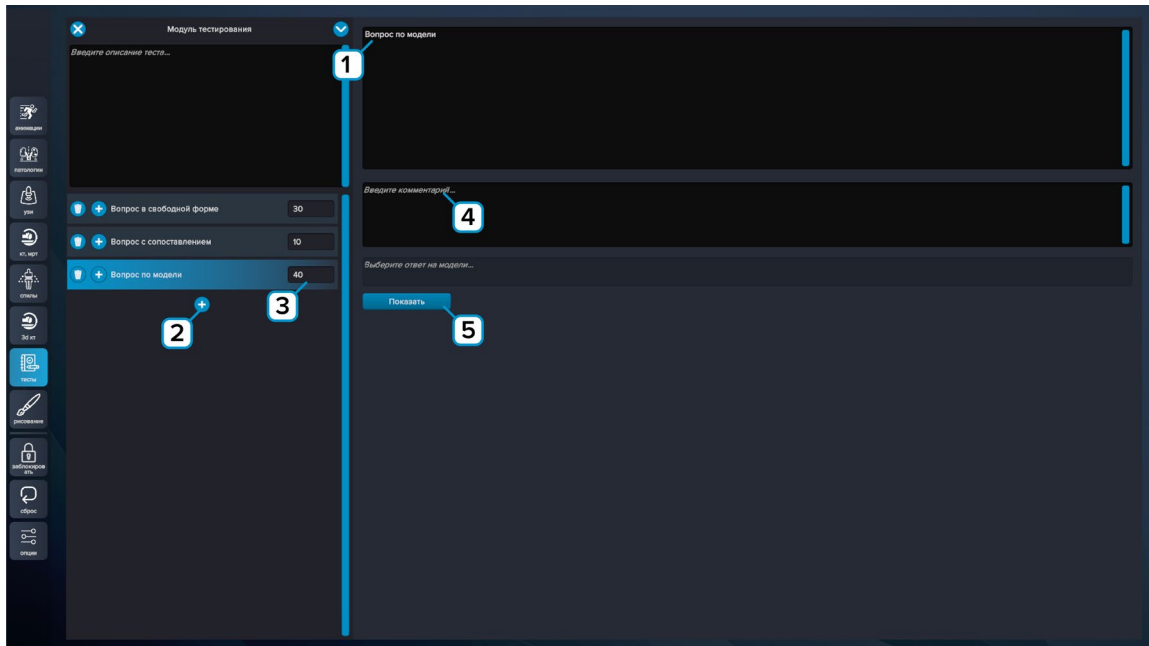 Модуль тестирования
Введите описание теста...
Вопрос в свободной форме 30
Вопрос с сопоставлением 10
Вопрос по модели 40
Вопрос по модели
Введите комментарий...
Выберите ответ на модели...
Показать
1
2
3
4
5
анимации
патологии
узи
кт, мрт
спилы
3d кт
тесты
рисование
заблокиров
ать
сброс
опции